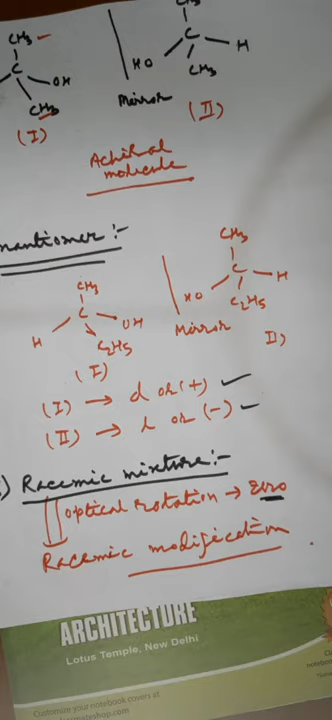 CH3 CH3
C C H
OH HO
CH3 CH3
Mirror
(I) (II)
Achiral
molecule
nantiomer:-
CH3 CH3
C C H
H OH HO
C2H5 C2H5
Mirror
(I) II)
(I) → d or (+) ✓
(II) → l or (-) ✓
) Racemic mixture:-
optical rotation → zero
Racemic modification
ARCHITECTURE
Lotus Temple, New Delhi
Customize your notebook covers at